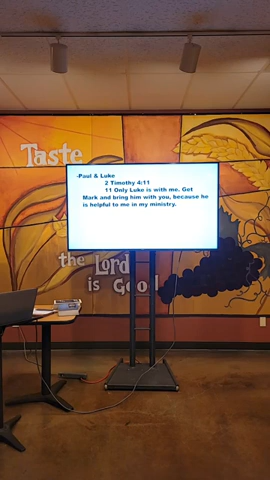 Taste
-Paul & Luke
2 Timothy 4:11
11 Only Luke is with me. Get
Mark and bring him with you, because he
is helpful to me in my ministry.
the Lord
is Good